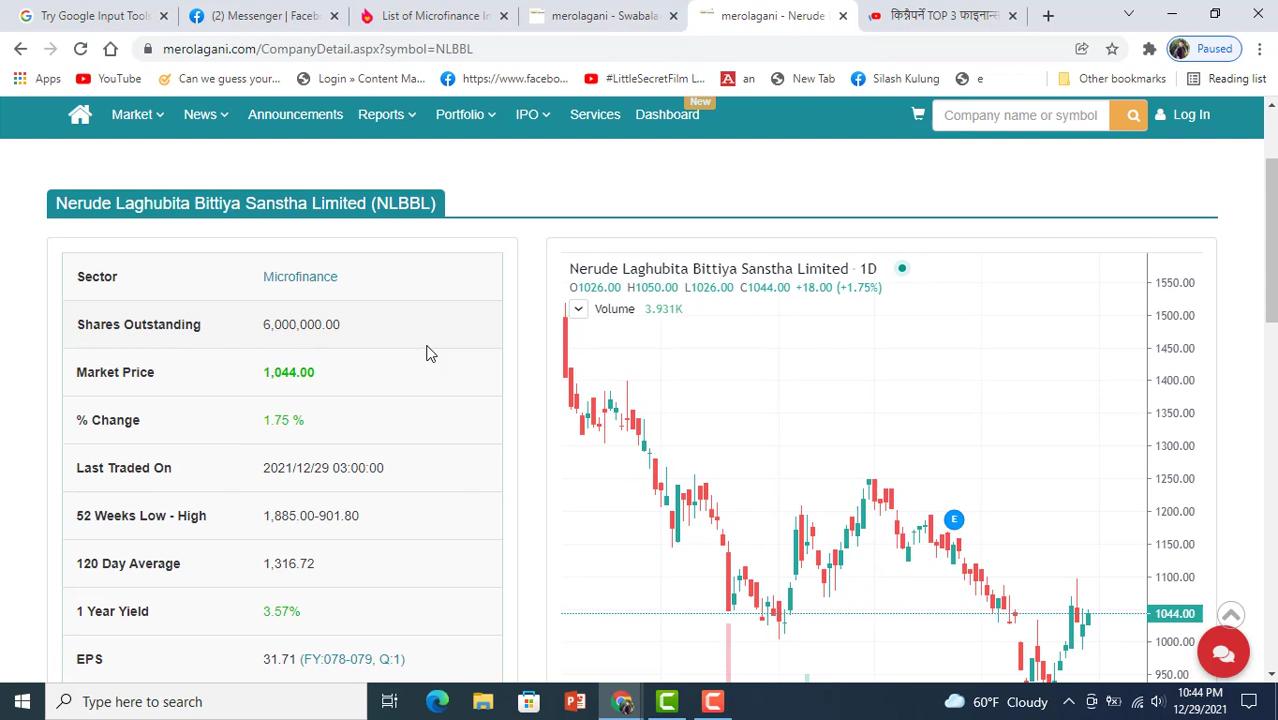 Try Google Input Tools
(2) Messenger | Faceb
List of Microfinance In
merolagani - Swabala
merolagani - Nerude
किन्नैपर्ने TOP 3 फाइनान्स
merolagani.com/CompanyDetail.aspx?symbol=NLBBL
Paused
Apps
YouTube
Can we guess your...
Login » Content Ma...
https://www.facebo...
#LittleSecretFilm L...
an
New Tab
Silash Kulung
e
Other bookmarks
Reading list
New
Market
News
Announcements
Reports
Portfolio
IPO
Services
Dashboard
Company name or symbol
Log In
Nerude Laghubita Bittiya Sanstha Limited (NLBBL)
Sector Microfinance
Shares Outstanding 6,000,000.00
Market Price 1,044.00
% Change 1.75 %
Last Traded On 2021/12/29 03:00:00
52 Weeks Low - High 1,885.00-901.80
120 Day Average 1,316.72
1 Year Yield 3.57%
EPS 31.71 (FY:078-079, Q:1)
Nerude Laghubita Bittiya Sanstha Limited · 1D
O1026.00 H1050.00 L1026.00 C1044.00 +18.00 (+1.75%)
Volume 3.931K
E
1550.00
1500.00
1450.00
1400.00
1350.00
1300.00
1250.00
1200.00
1150.00
1100.00
1044.00
1000.00
950.00
Type here to search
60°F Cloudy
10:44 PM
12/29/2021